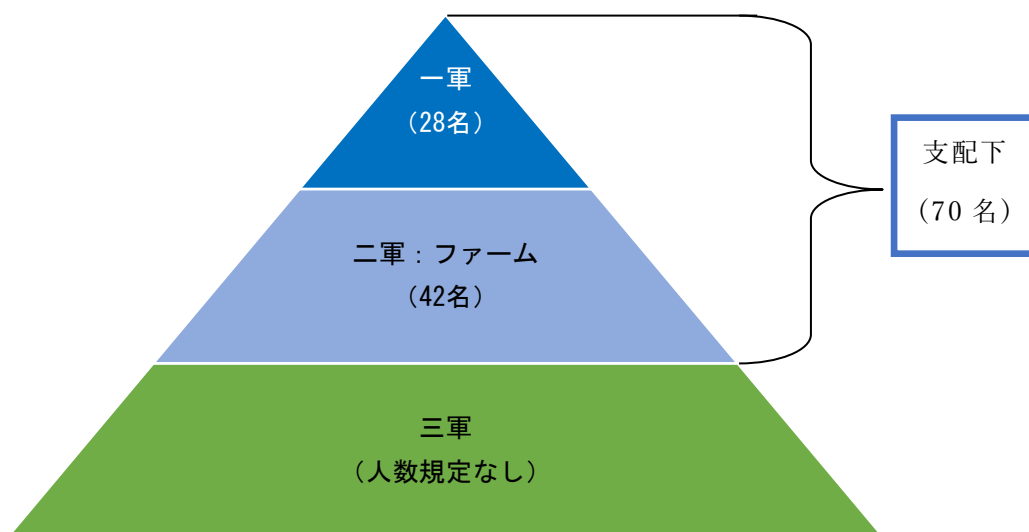 一軍
（28名）
二軍：ファーム
（42名）
三軍
（人数規定なし）
支配下
（70 名）